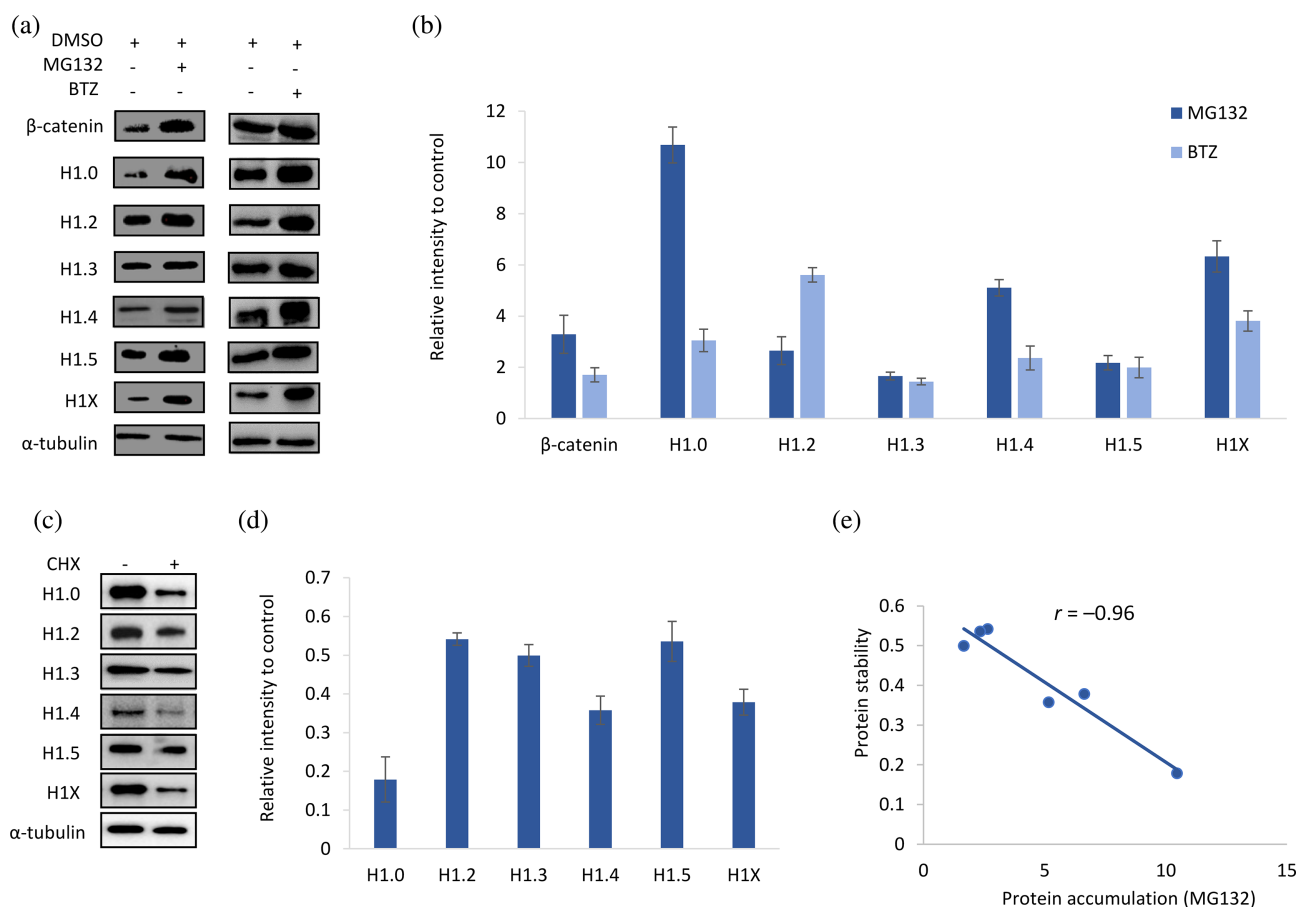 (a)
DMSO + + + +
MG132 - + - -
BTZ - - - +
β-catenin
H1.0
H1.2
H1.3
H1.4
H1.5
H1X
α-tubulin
(b)
Relative intensity to control
12
10
8
6
4
2
0
β-catenin H1.0 H1.2 H1.3 H1.4 H1.5 H1X
MG132
BTZ
(c)
CHX - +
H1.0
H1.2
H1.3
H1.4
H1.5
H1X
α-tubulin
(d)
Relative intensity to control
0.7
0.6
0.5
0.4
0.3
0.2
0.1
0
H1.0 H1.2 H1.3 H1.4 H1.5 H1X
(e)
r = –0.96
Protein stability
0.6
0.5
0.4
0.3
0.2
0.1
0
0 5 10 15
Protein accumulation (MG132)